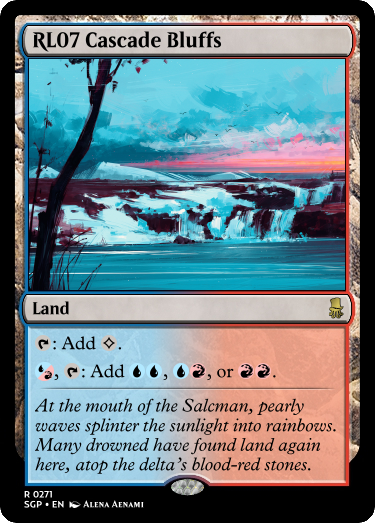 RL07 Cascade Bluffs
Land
: Add .
, : Add , , or .
At the mouth of the Salcman, pearly
waves splinter the sunlight into rainbows.
Many drowned have found land again
here, atop the delta's blood-red stones.
R 0271
SGP • EN Alena Aenami